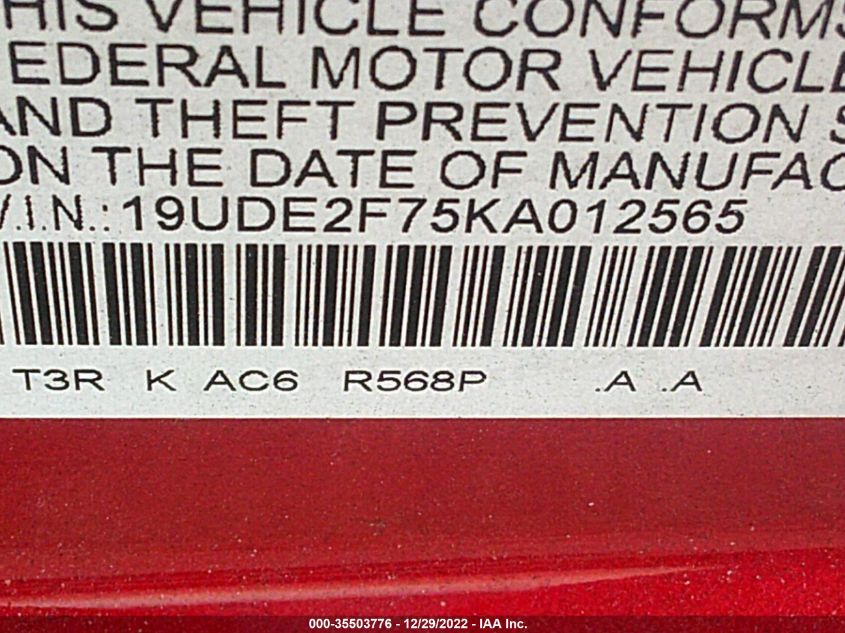 HIS VEHICLE CONFORMS
EDERAL MOTOR VEHICLE
AND THEFT PREVENTION S
ON THE DATE OF MANUFAC
V.I.N.: 19UDE2F75KA012565
T3R K AC6 R568P .A .A
000-35503776 - 12/29/2022 - IAA Inc.